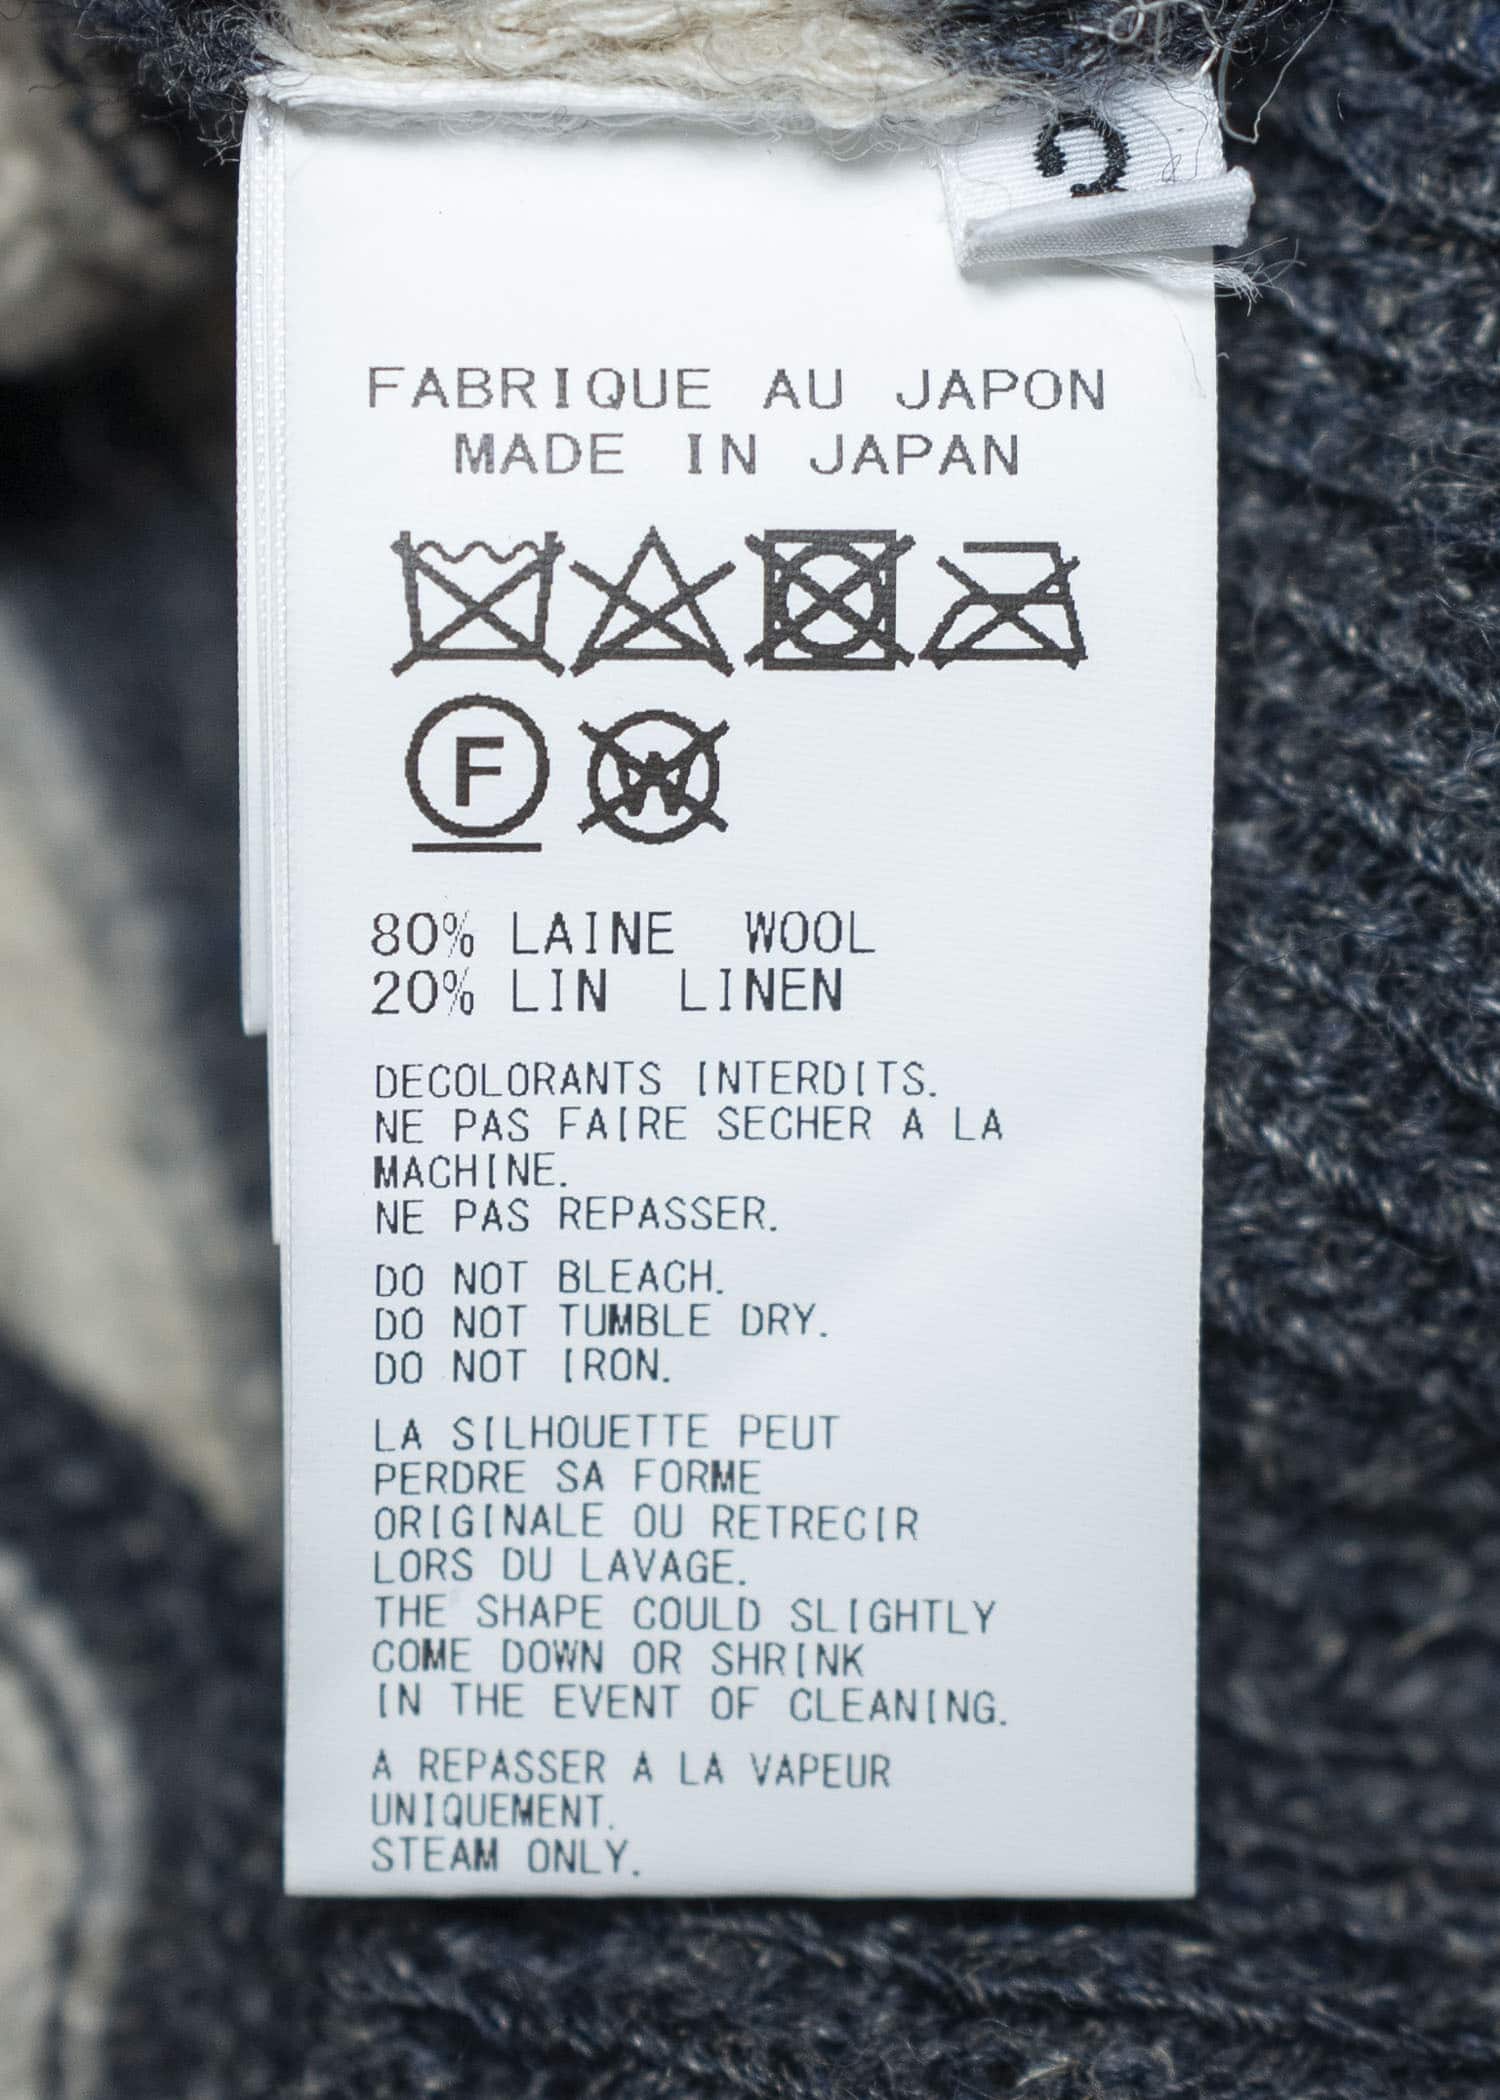 2
FABRIQUE AU JAPON
MADE IN JAPAN
F W
80% LAINE WOOL
20% LIN LINEN
DECOLORANTS INTERDITS.
NE PAS FAIRE SECHER A LA
MACHINE.
NE PAS REPASSER.
DO NOT BLEACH.
DO NOT TUMBLE DRY.
DO NOT IRON.
LA SILHOUETTE PEUT
PERDRE SA FORME
ORIGINALE OU RETRECIR
LORS DU LAVAGE.
THE SHAPE COULD SLIGHTLY
COME DOWN OR SHRINK
IN THE EVENT OF CLEANING.
A REPASSER A LA VAPEUR
UNIQUEMENT.
STEAM ONLY.